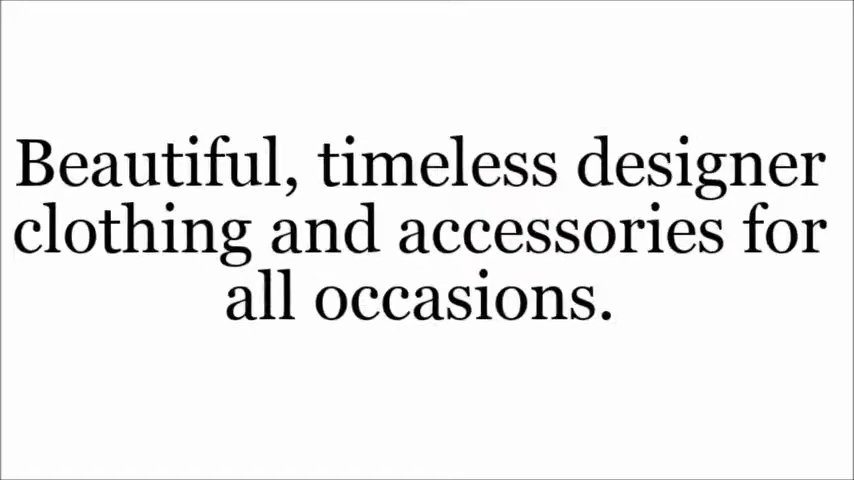 Beautiful, timeless designer
clothing and accessories for
all occasions.